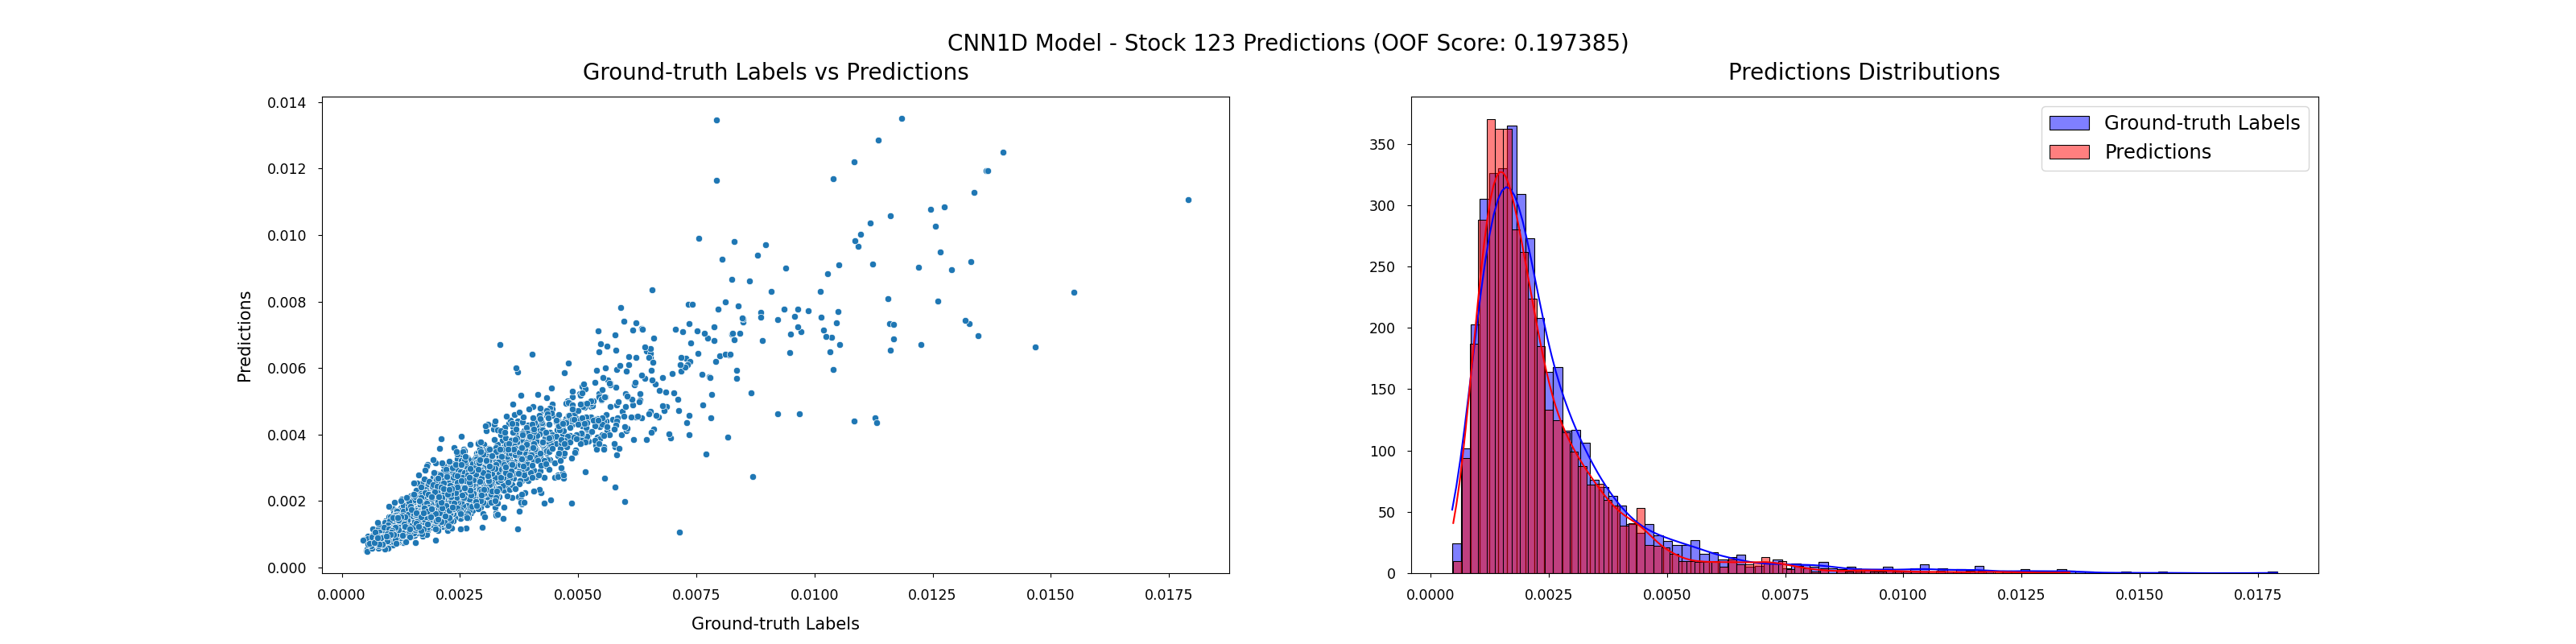 CNN1D Model - Stock 123 Predictions (OOF Score: 0.197385)
Ground-truth Labels vs Predictions
0.014
0.012
0.010
0.008
0.006
0.004
0.002
0.000
Predictions
0.0000 0.0025 0.0050 0.0075 0.0100 0.0125 0.0150 0.0175
Ground-truth Labels
Predictions Distributions
Ground-truth Labels
Predictions
350
300
250
200
150
100
50
0
0.0000 0.0025 0.0050 0.0075 0.0100 0.0125 0.0150 0.0175